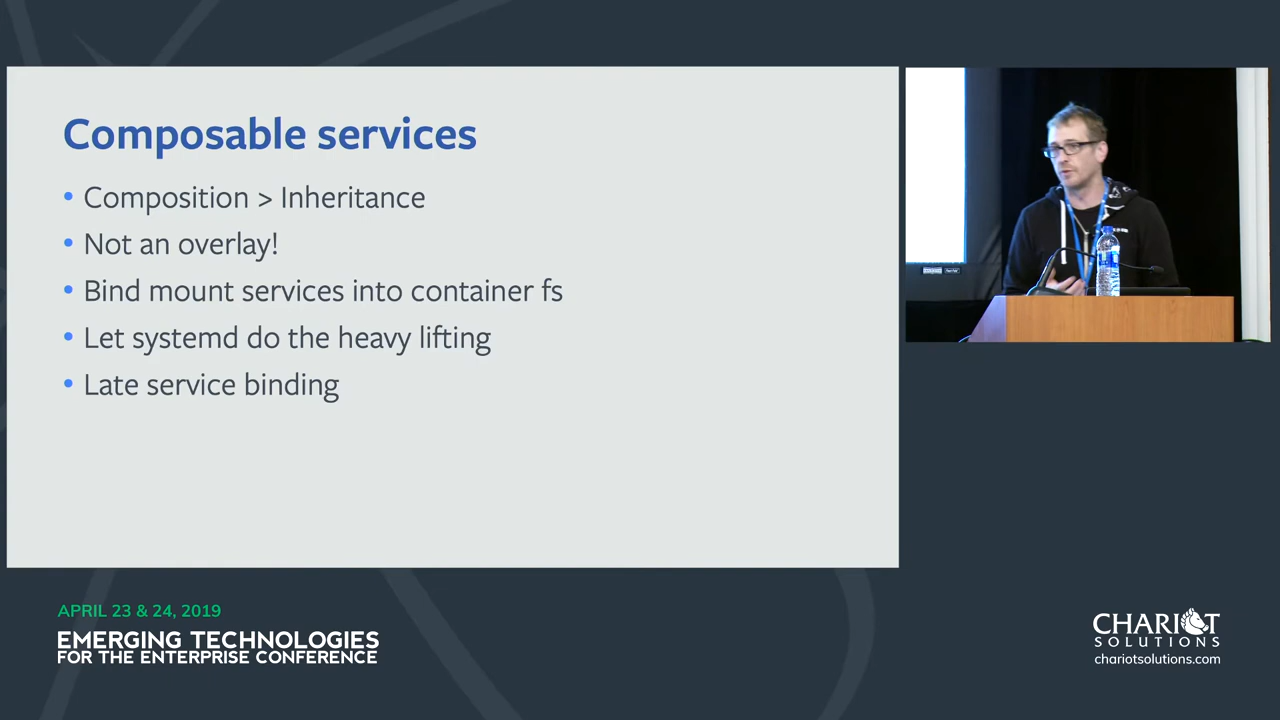 Composable services
• Composition > Inheritance
• Not an overlay!
• Bind mount services into container fs
• Let systemd do the heavy lifting
• Late service binding
APRIL 23 & 24, 2019
EMERGING TECHNOLOGIES
FOR THE ENTERPRISE CONFERENCE
CHARIOT
SOLUTIONS
chariotsolutions.com